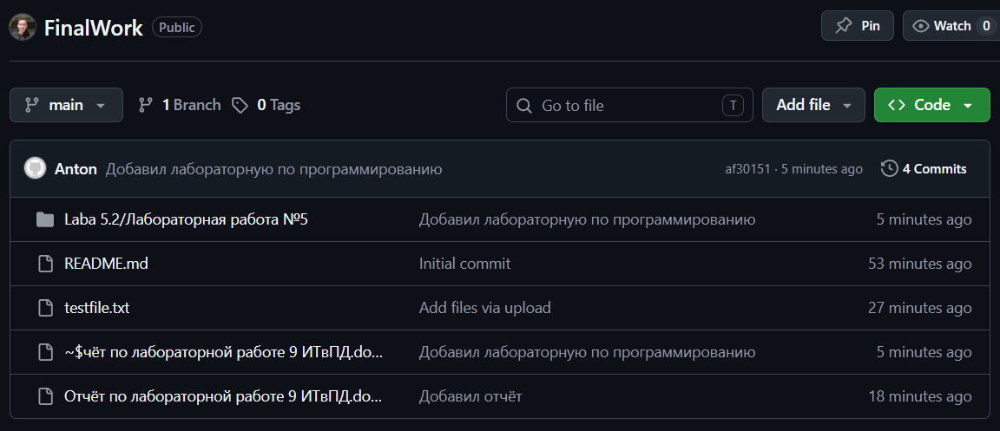 FinalWork Public Pin Watch 0
main 1 Branch 0 Tags Go to file T Add file Code
Anton Добавил лабораторную по программированию af30151 · 5 minutes ago 4 Commits
Laba 5.2/Лабораторная работа №5 Добавил лабораторную по программированию 5 minutes ago
README.md Initial commit 53 minutes ago
testfile.txt Add files via upload 27 minutes ago
~$чёт по лабораторной работе 9 ИТвПД.do... Добавил лабораторную по программированию 5 minutes ago
Отчёт по лабораторной работе 9 ИТвПД.do... Добавил отчёт 18 minutes ago